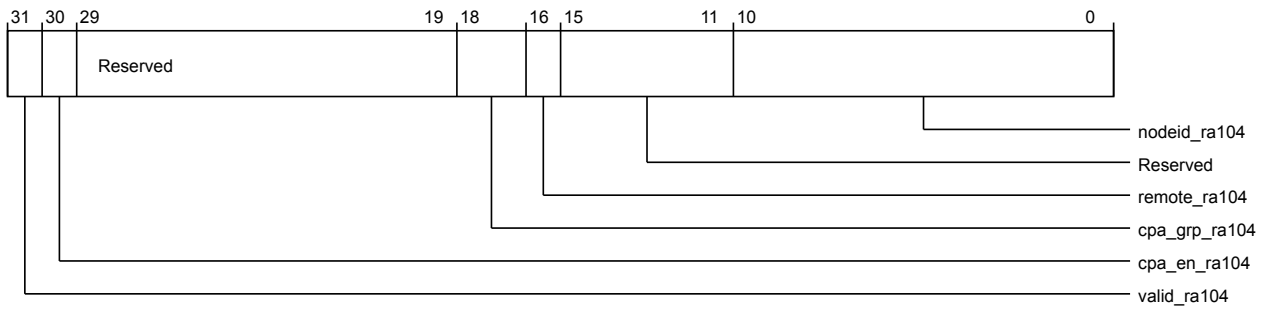 31 30 29 19 18 16 15 11 10 0
Reserved
nodeid_ra104
Reserved
remote_ra104
cpa_grp_ra104
cpa_en_ra104
valid_ra104